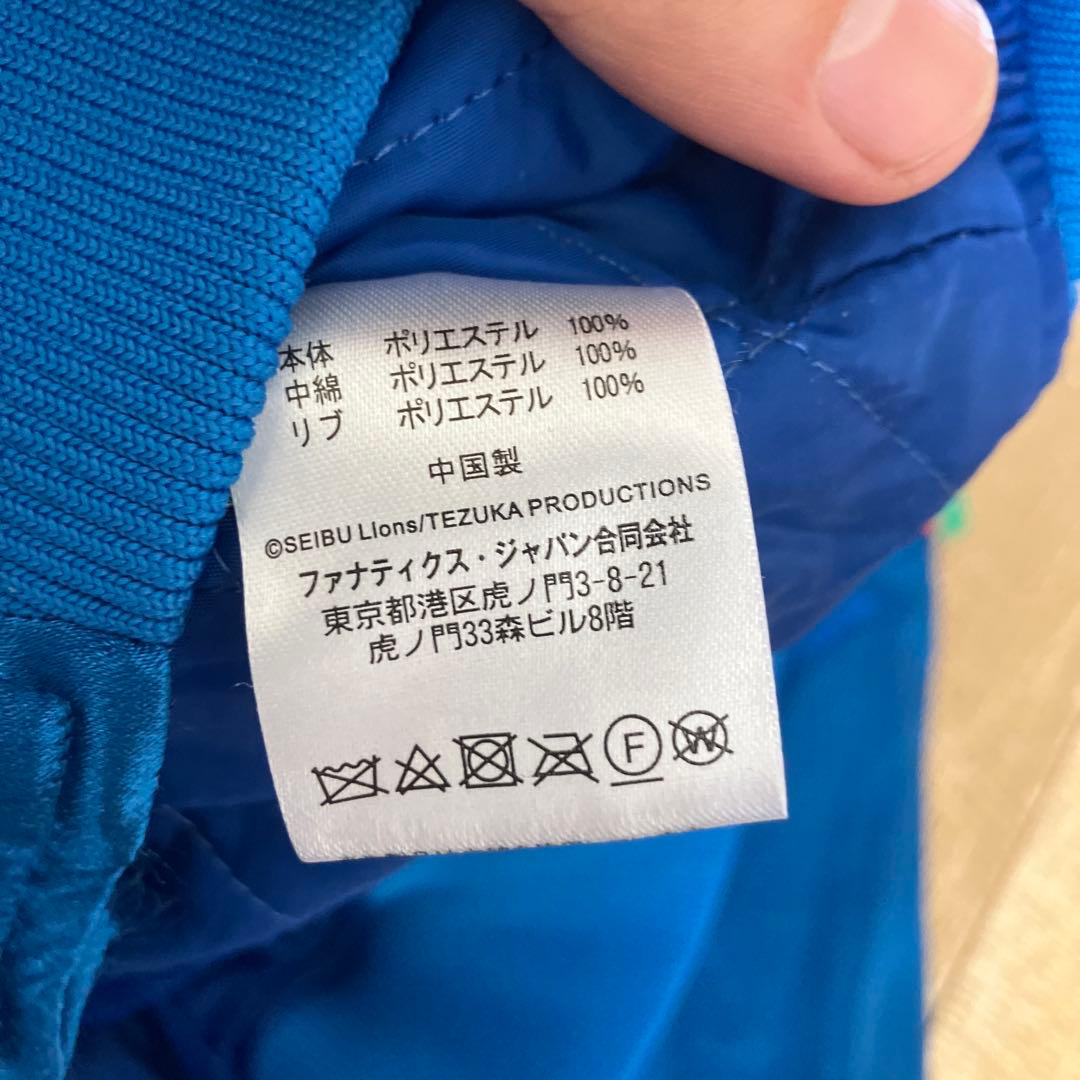 本体 ポリエステル 100%
中綿 ポリエステル 100%
リブ ポリエステル 100%
中国製
©SEIBU Lions/TEZUKA PRODUCTIONS
ファナティクス・ジャパン合同会社
東京都港区虎ノ門3-8-21
虎ノ門33森ビル8階
F W